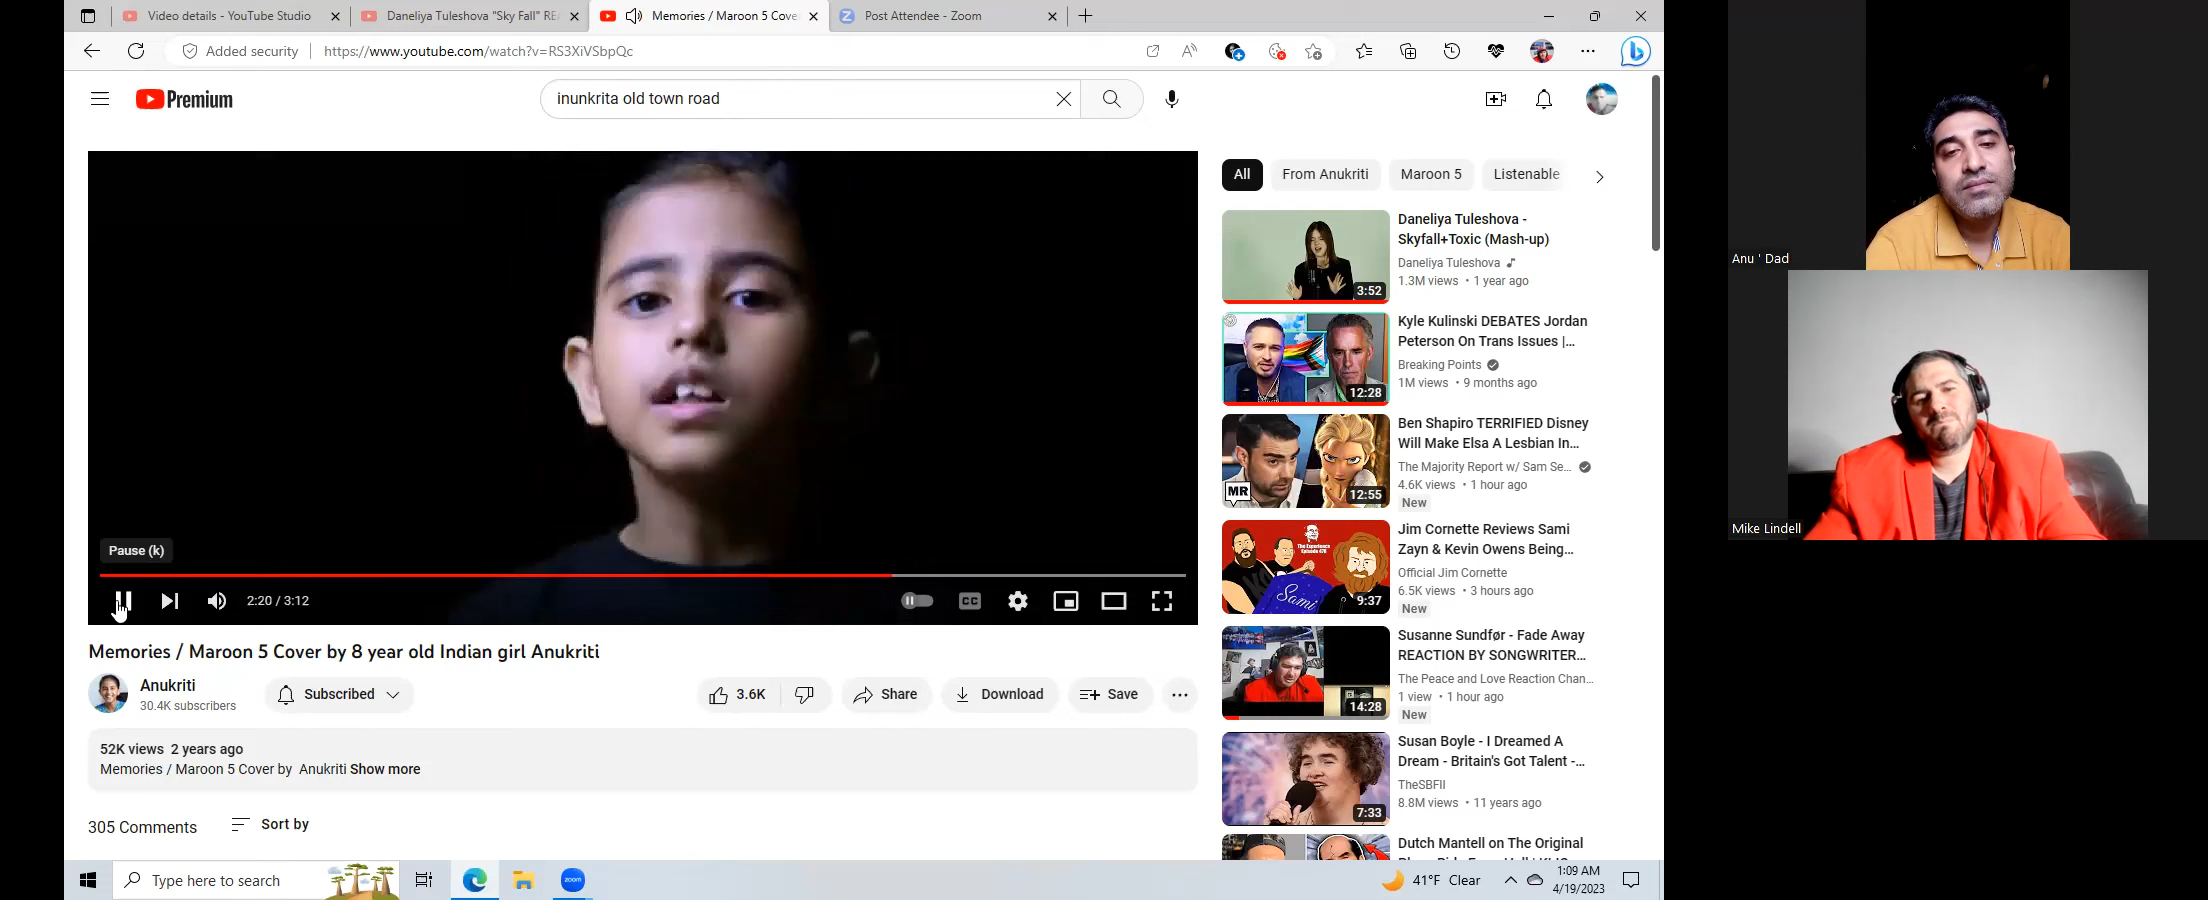 Video details - YouTube Studio
Daneliya Tuleshova "Sky Fall" RE
Memories / Maroon 5 Cove
Post Attendee - Zoom
Added security
https://www.youtube.com/watch?v=RS3XiVSbpQc
Premium
inunkrita old town road
All
From Anukriti
Maroon 5
Listenable
Daneliya Tuleshova -
Skyfall+Toxic (Mash-up)
Daneliya Tuleshova
1.3M views • 1 year ago
3:52
Kyle Kulinski DEBATES Jordan
Peterson On Trans Issues |...
Breaking Points
1M views • 9 months ago
12:28
Ben Shapiro TERRIFIED Disney
Will Make Elsa A Lesbian In...
The Majority Report w/ Sam Se...
4.6K views • 1 hour ago
New
MR
12:55
Jim Cornette Reviews Sami
Zayn & Kevin Owens Being...
Official Jim Cornette
6.5K views • 3 hours ago
New
The Experience
Episode 478
Sami
9:37
Susanne Sundfør - Fade Away
REACTION BY SONGWRITER...
The Peace and Love Reaction Chan...
1 view • 1 hour ago
New
14:28
Susan Boyle - I Dreamed A
Dream - Britain's Got Talent -...
TheSBFII
8.8M views • 11 years ago
7:33
Dutch Mantell on The Original
Pause (k)
2:20 / 3:12
CC
Memories / Maroon 5 Cover by 8 year old Indian girl Anukriti
Anukriti
30.4K subscribers
Subscribed
3.6K
Share
Download
Save
52K views 2 years ago
Memories / Maroon 5 Cover by Anukriti Show more
305 Comments
Sort by
Type here to search
zoom
41°F Clear
1:09 AM
4/19/2023
Anu ' Dad
Mike Lindell